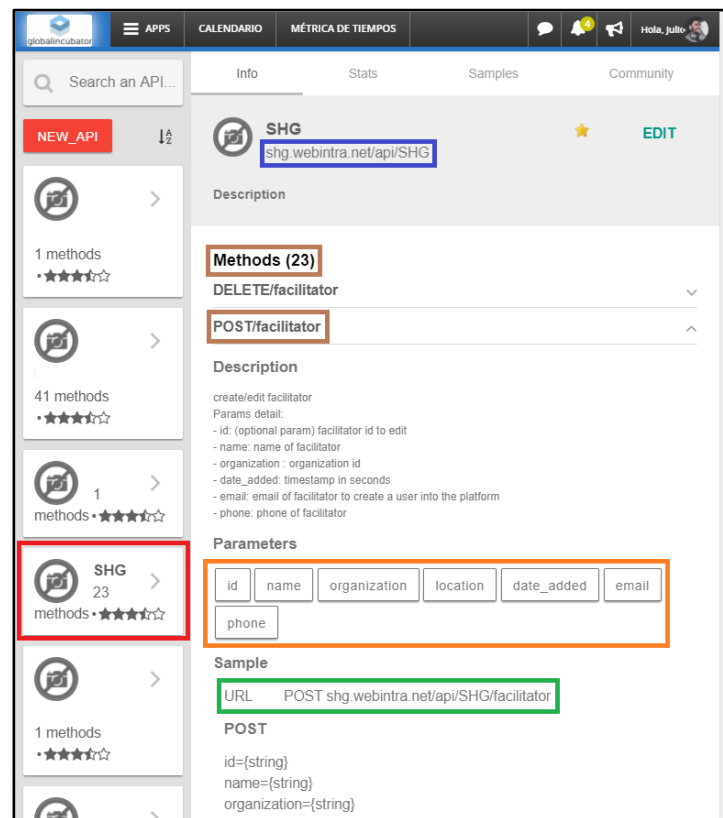 globalincubator
APPS
CALENDARIO
MÉTRICA DE TIEMPOS
4
Hola, Julio
Search an API...
NEW_API
A
Z
1 methods
41 methods
1
methods
SHG
23
methods
1 methods
Info
Stats
Samples
Community
SHG
EDIT
shg.webintra.net/api/SHG
Description
Methods (23)
DELETE/facilitator
POST/facilitator
Description
create/edit facilitator
Params detail:
- id: (optional param) facilitator id to edit
- name: name of facilitator
- organization : organization id
- date_added: timestamp in seconds
- email: email of facilitator to create a user into the platform
- phone: phone of facilitator
Parameters
id name organization location date_added email
phone
Sample
URL POST shg.webintra.net/api/SHG/facilitator
POST
id={string}
name={string}
organization={string}